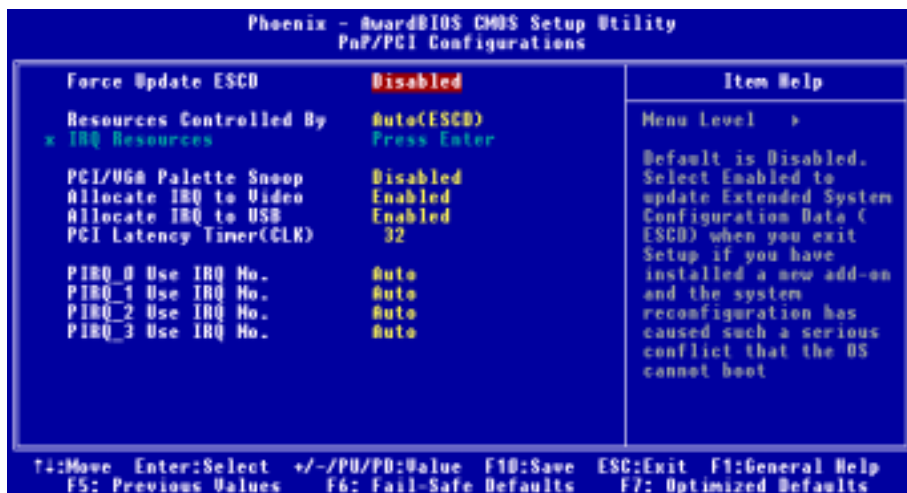 Phoenix - AwardBIOS CMOS Setup Utility
PnP/PCI Configurations
Force Update ESCD Disabled
Resources Controlled By Auto(ESCD)
x IRQ Resources Press Enter
PCI/VGA Palette Snoop Disabled
Allocate IRQ to Video Enabled
Allocate IRQ to USB Enabled
PCI Latency Timer(CLK) 32
PIRQ_0 Use IRQ No. Auto
PIRQ_1 Use IRQ No. Auto
PIRQ_2 Use IRQ No. Auto
PIRQ_3 Use IRQ No. Auto
Item Help
Menu Level ▸
Default is Disabled.
Select Enabled to
update Extended System
Configuration Data (
ESCD) when you exit
Setup if you have
installed a new add-on
and the system
reconfiguration has
caused such a serious
conflict that the OS
cannot boot
↑↓:Move Enter:Select +/-/PU/PD:Value F10:Save ESC:Exit F1:General Help
F5: Previous Values F6: Fail-Safe Defaults F7: Optimized Defaults